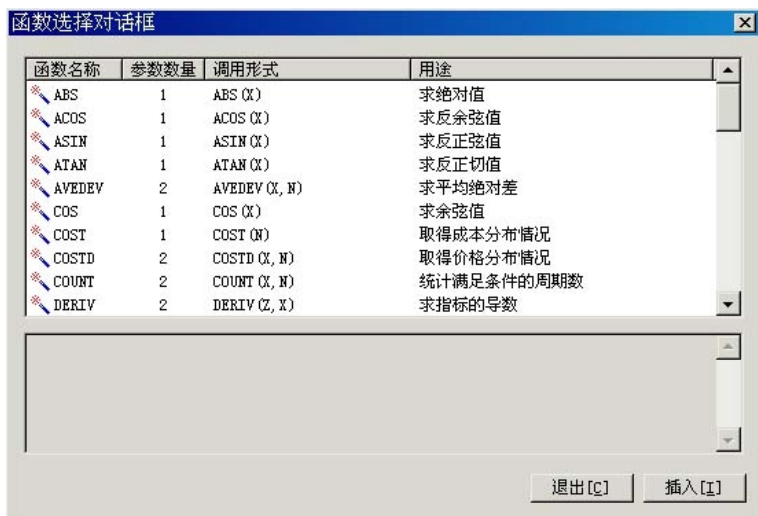 函数选择对话框
函数名称 参数数量 调用形式 用途
ABS 1 ABS(X) 求绝对值
ACOS 1 ACOS(X) 求反余弦值
ASIN 1 ASIN(X) 求反正弦值
ATAN 1 ATAN(X) 求反正切值
AVEDEV 2 AVEDEV(X, N) 求平均绝对差
COS 1 COS(X) 求余弦值
COST 1 COST(N) 取得成本分布情况
COSTD 2 COSTD(X, N) 取得价格分布情况
COUNT 2 COUNT(X, N) 统计满足条件的周期数
DERIV 2 DERIV(Z, X) 求指标的导数
退出[C] 插入[I]